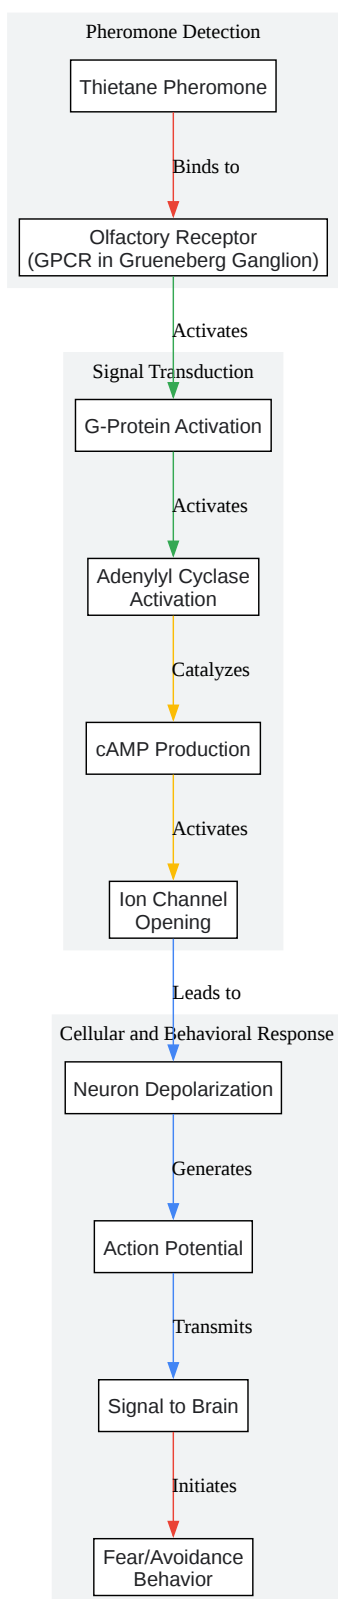 Pheromone Detection
Thietane Pheromone
Binds to
Olfactory Receptor
(GPCR in Grueneberg Ganglion)
Activates
Signal Transduction
G-Protein Activation
Activates
Adenylyl Cyclase
Activation
Catalyzes
cAMP Production
Activates
Ion Channel
Opening
Leads to
Cellular and Behavioral Response
Neuron Depolarization
Generates
Action Potential
Transmits
Signal to Brain
Initiates
Fear/Avoidance
Behavior